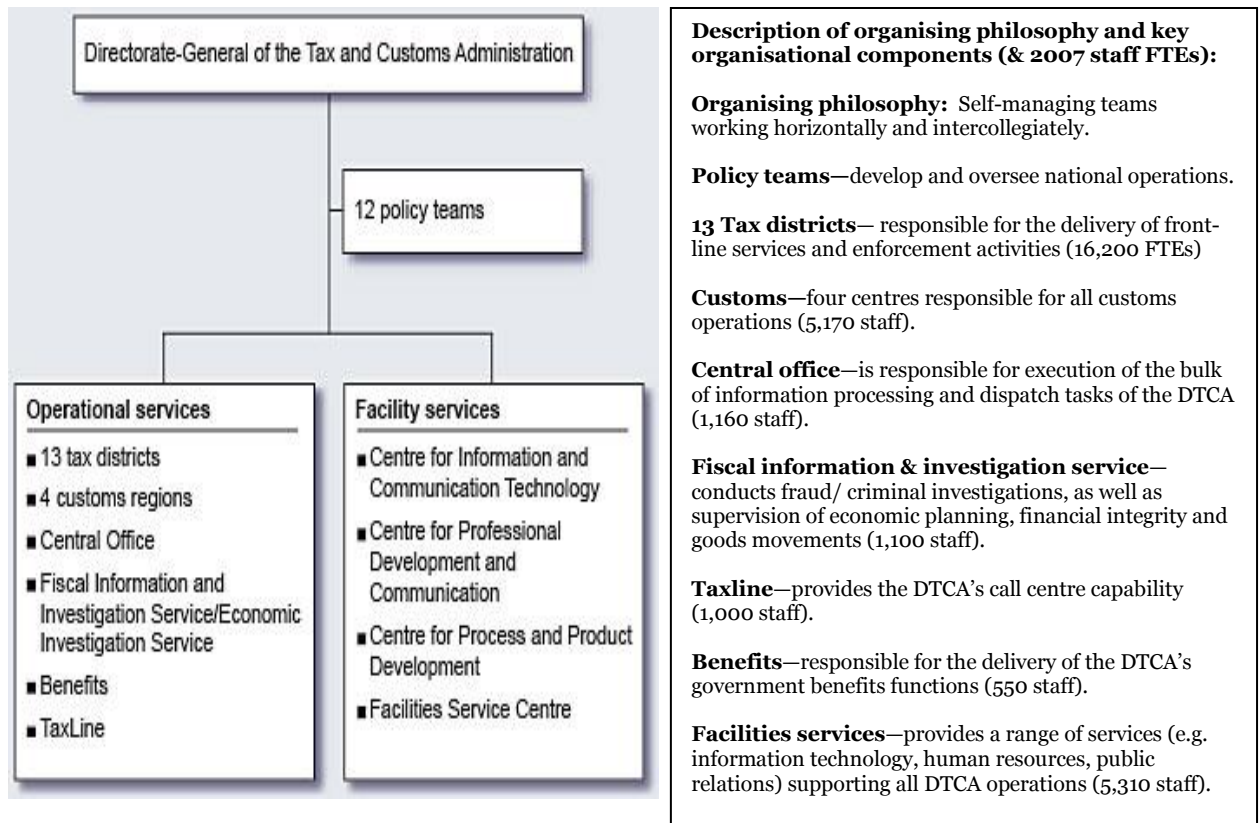 Directorate-General of the Tax and Customs Administration
12 policy teams
Operational services
■ 13 tax districts
■ 4 customs regions
■ Central Office
■ Fiscal Information and
Investigation Service/Economic
Investigation Service
■ Benefits
■ TaxLine
Facility services
■ Centre for Information and
Communication Technology
■ Centre for Professional
Development and
Communication
■ Centre for Process and Product
Development
■ Facilities Service Centre
Description of organising philosophy and key
organisational components (& 2007 staff FTEs):
Organising philosophy: Self-managing teams
working horizontally and intercollegiately.
Policy teams—develop and oversee national operations.
13 Tax districts— responsible for the delivery of front-
line services and enforcement activities (16,200 FTEs)
Customs—four centres responsible for all customs
operations (5,170 staff).
Central office—is responsible for execution of the bulk
of information processing and dispatch tasks of the DTCA
(1,160 staff).
Fiscal information & investigation service—
conducts fraud/ criminal investigations, as well as
supervision of economic planning, financial integrity and
goods movements (1,100 staff).
Taxline—provides the DTCA's call centre capability
(1,000 staff).
Benefits—responsible for the delivery of the DTCA's
government benefits functions (550 staff).
Facilities services—provides a range of services (e.g.
information technology, human resources, public
relations) supporting all DTCA operations (5,310 staff).